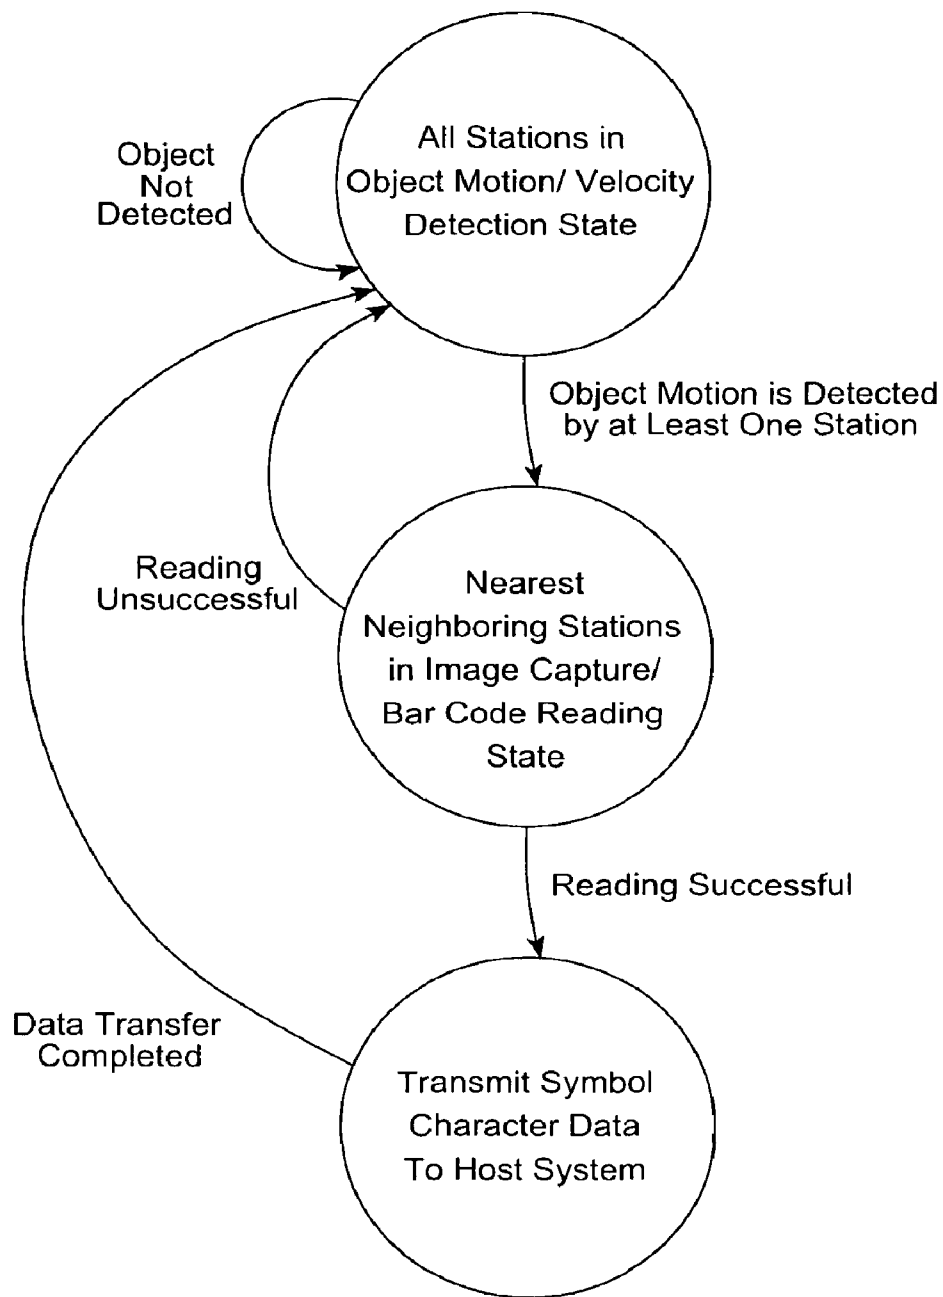 All Stations in
Object Motion/ Velocity
Detection State
Object
Not
Detected
Object Motion is Detected
by at Least One Station
Reading
Unsuccessful
Nearest
Neighboring Stations
in Image Capture/
Bar Code Reading
State
Reading Successful
Data Transfer
Completed
Transmit Symbol
Character Data
To Host System